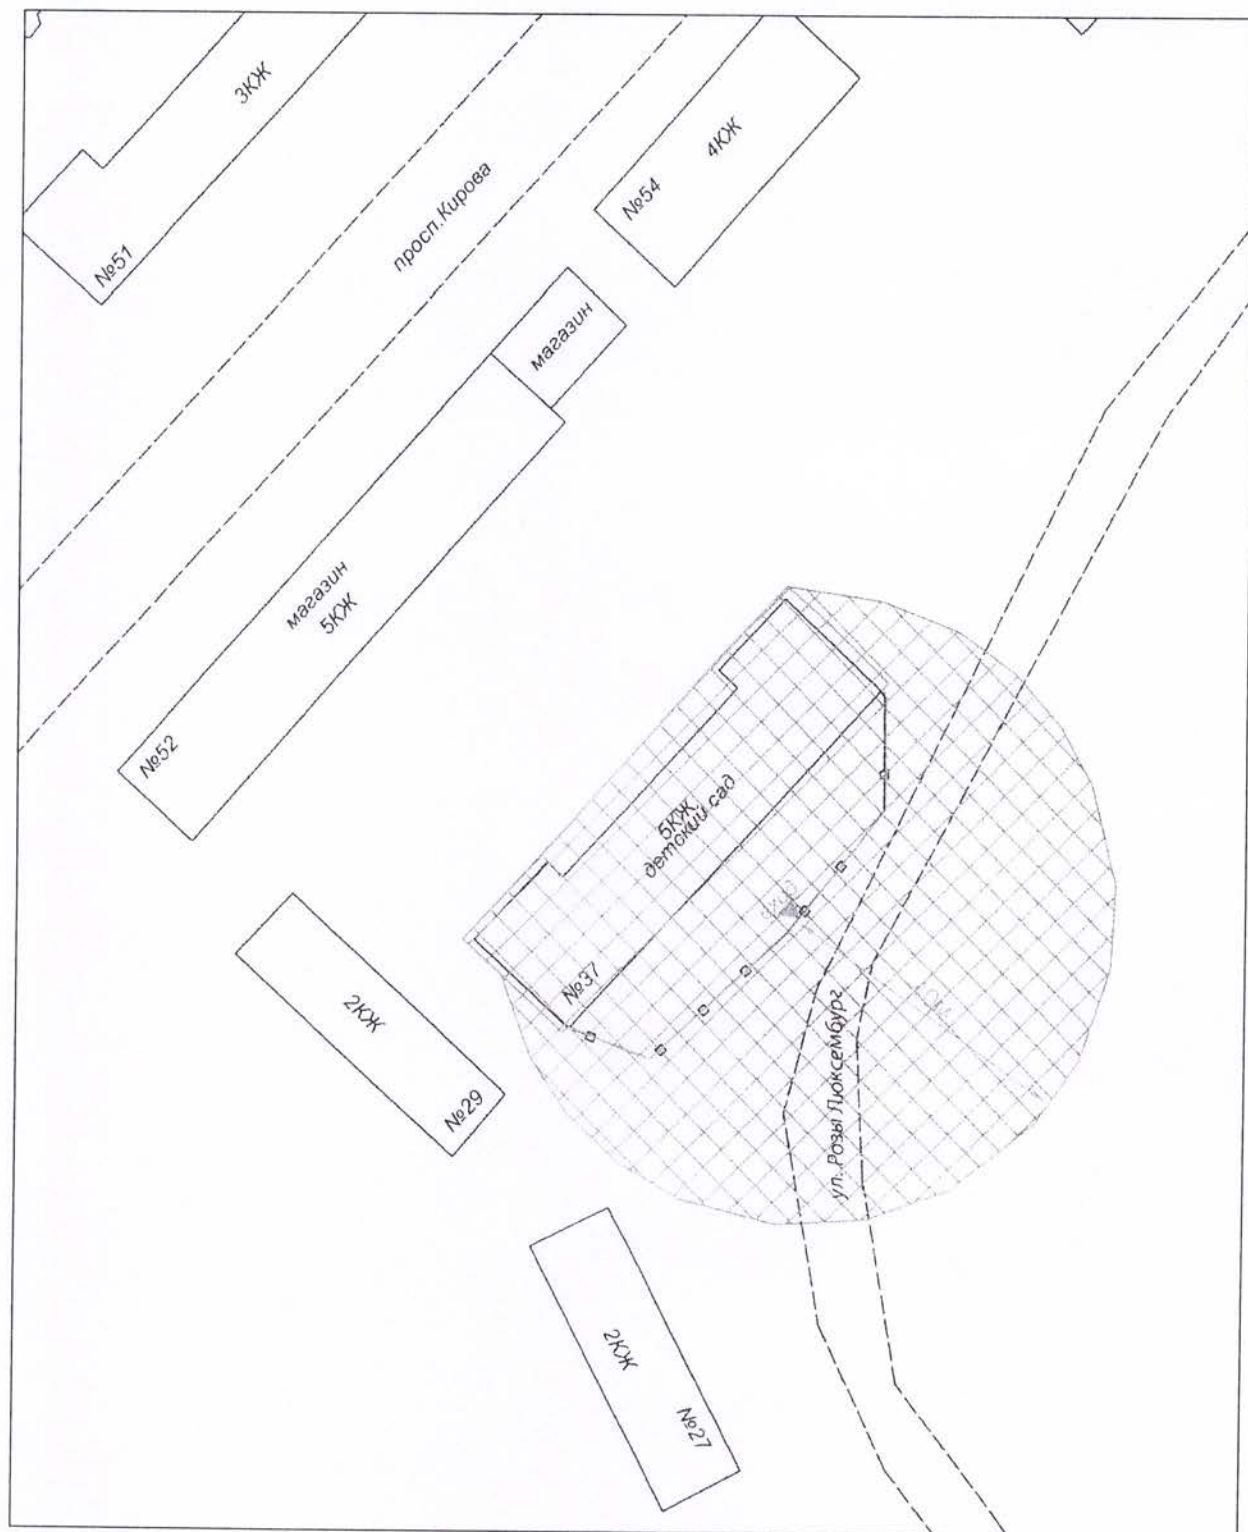 3КЖ
№51
просп.Кирова
4КЖ
№54
магазин
магазин
5КЖ
№52
5КЖ,
детский сад
№37
2КЖ
№29
ул. Розы Люксембург
2КЖ
№27